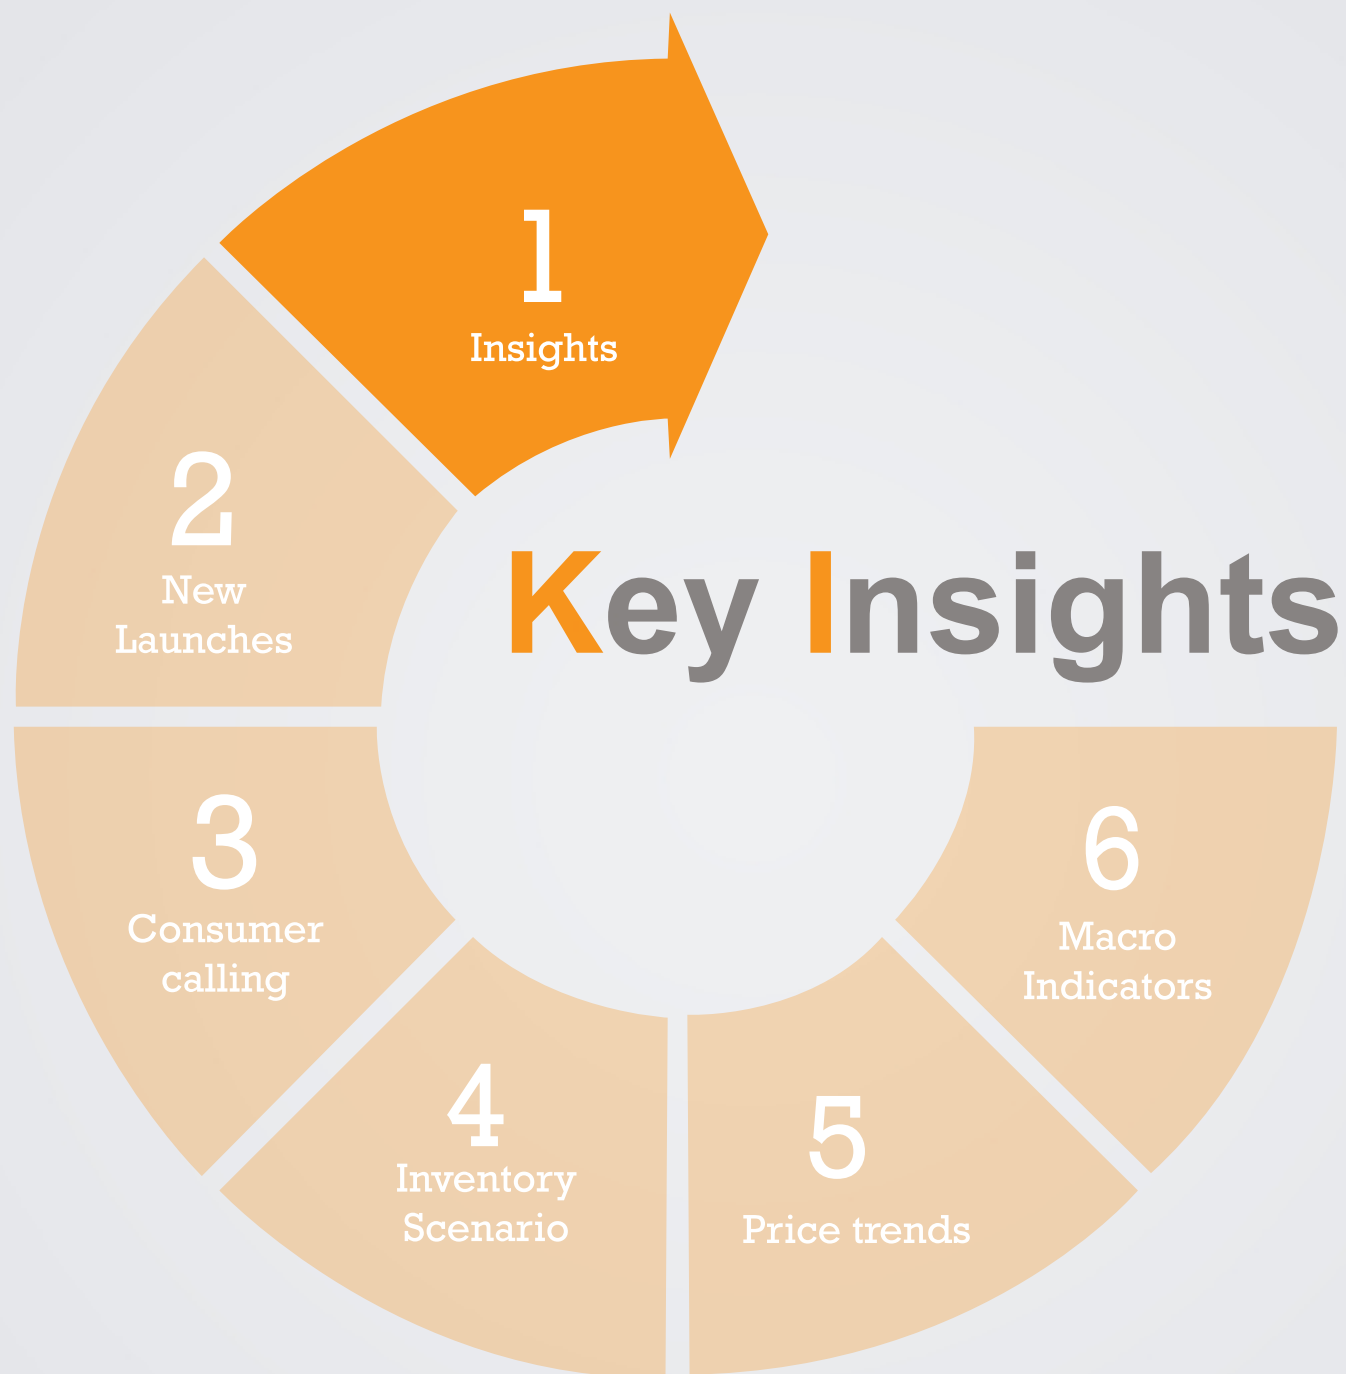 1
Insights
2
New
Launches
Key Insights
3
Consumer
calling
4
Inventory
Scenario
5
Price trends
6
Macro
Indicators